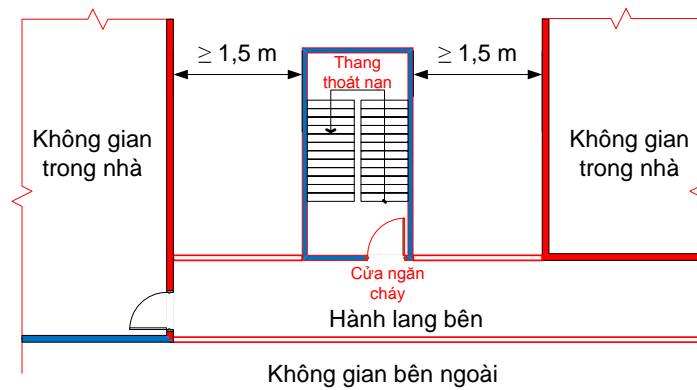 ≥ 1,5 m
≥ 1,5 m
Thang
thoát nạn
Không gian
trong nhà
Không gian
trong nhà
Cửa ngăn
cháy
Hành lang bên
Không gian bên ngoài